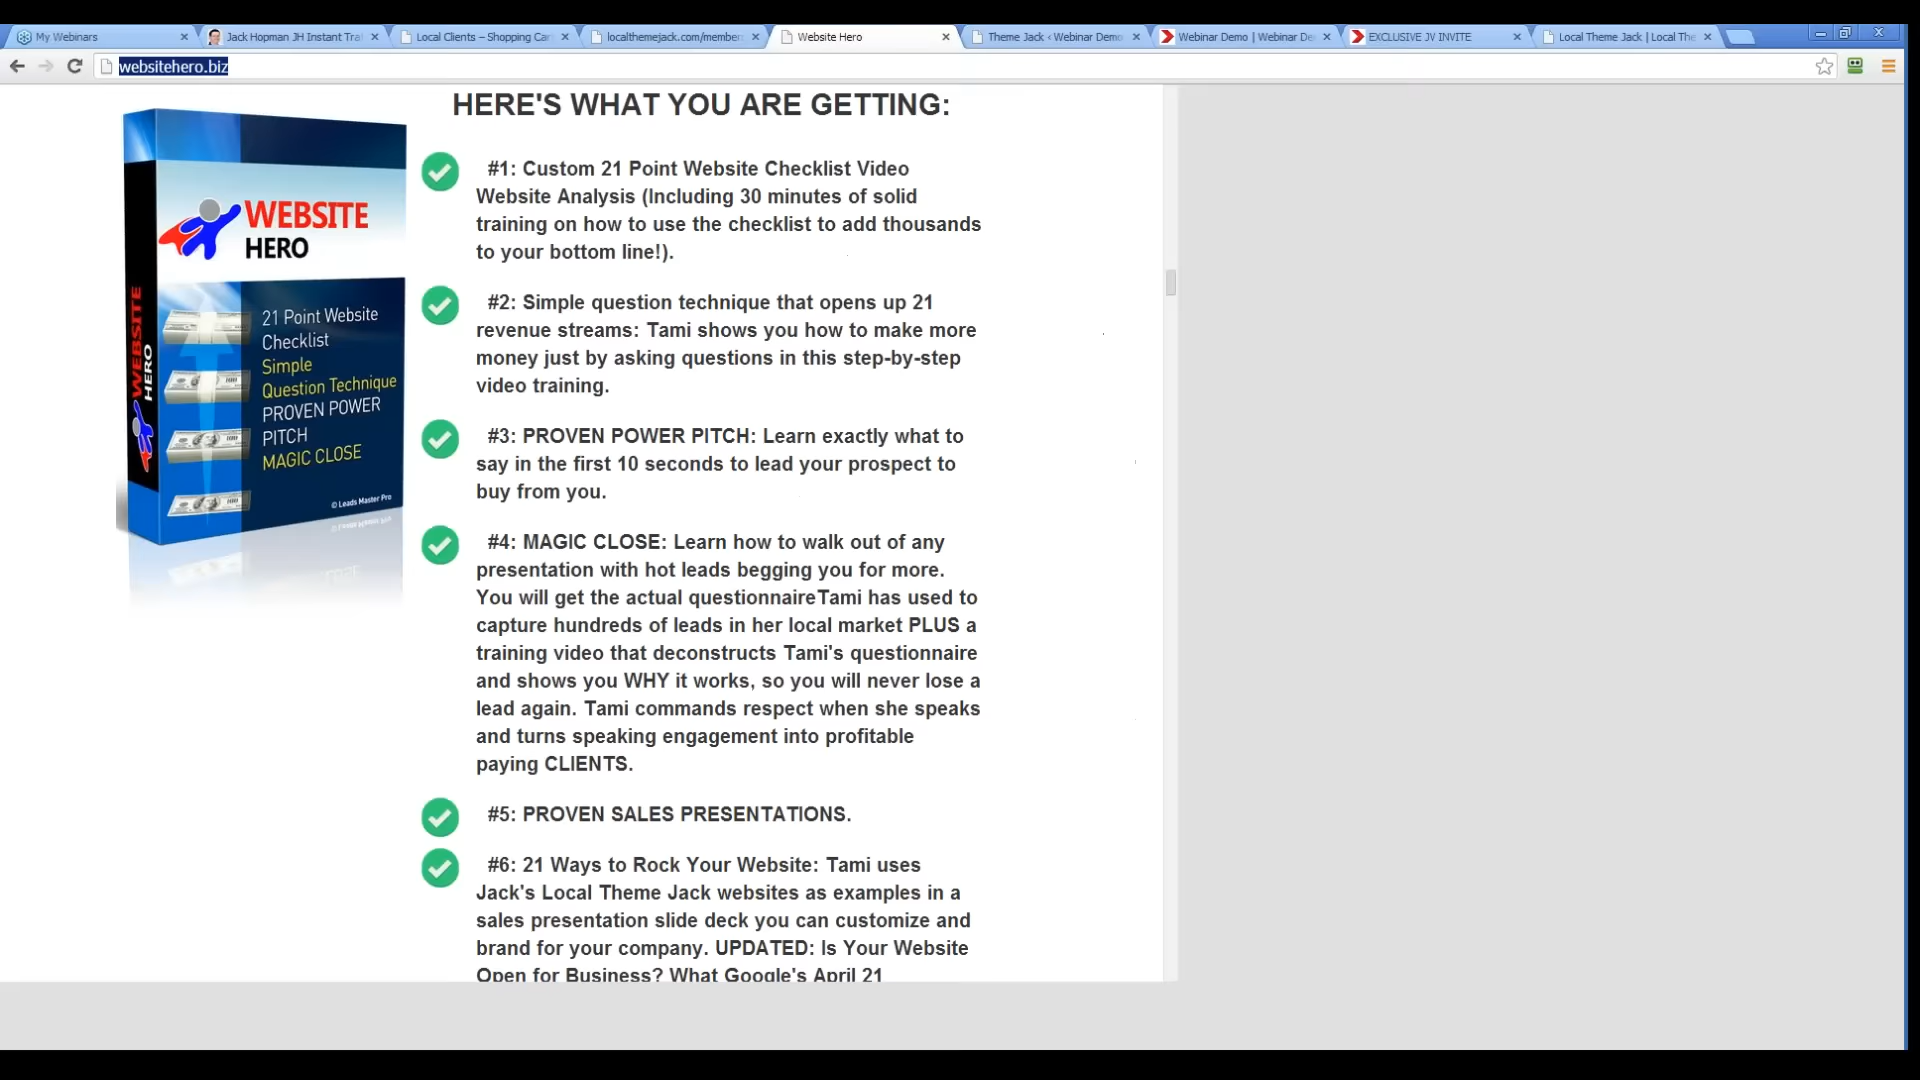 My Webinars
Jack Hopman JH Instant Tra
Local Clients – Shopping Car
localthemejack.com/member
Website Hero
Theme Jack ‹ Webinar Demo
Webinar Demo | Webinar De
EXCLUSIVE JV INVITE
Local Theme Jack | Local The
websitehero.biz
HERE'S WHAT YOU ARE GETTING:
#1: Custom 21 Point Website Checklist Video
Website Analysis (Including 30 minutes of solid
training on how to use the checklist to add thousands
to your bottom line!).
#2: Simple question technique that opens up 21
revenue streams: Tami shows you how to make more
money just by asking questions in this step-by-step
video training.
#3: PROVEN POWER PITCH: Learn exactly what to
say in the first 10 seconds to lead your prospect to
buy from you.
#4: MAGIC CLOSE: Learn how to walk out of any
presentation with hot leads begging you for more.
You will get the actual questionnaireTami has used to
capture hundreds of leads in her local market PLUS a
training video that deconstructs Tami's questionnaire
and shows you WHY it works, so you will never lose a
lead again. Tami commands respect when she speaks
and turns speaking engagement into profitable
paying CLIENTS.
#5: PROVEN SALES PRESENTATIONS.
#6: 21 Ways to Rock Your Website: Tami uses
Jack's Local Theme Jack websites as examples in a
sales presentation slide deck you can customize and
brand for your company. UPDATED: Is Your Website
Open for Business? What Google's April 21
WEBSITE
HERO
21 Point Website
Checklist
Simple
Question Technique
PROVEN POWER
PITCH
MAGIC CLOSE
© Leads Master Pro
WEBSITE
HERO